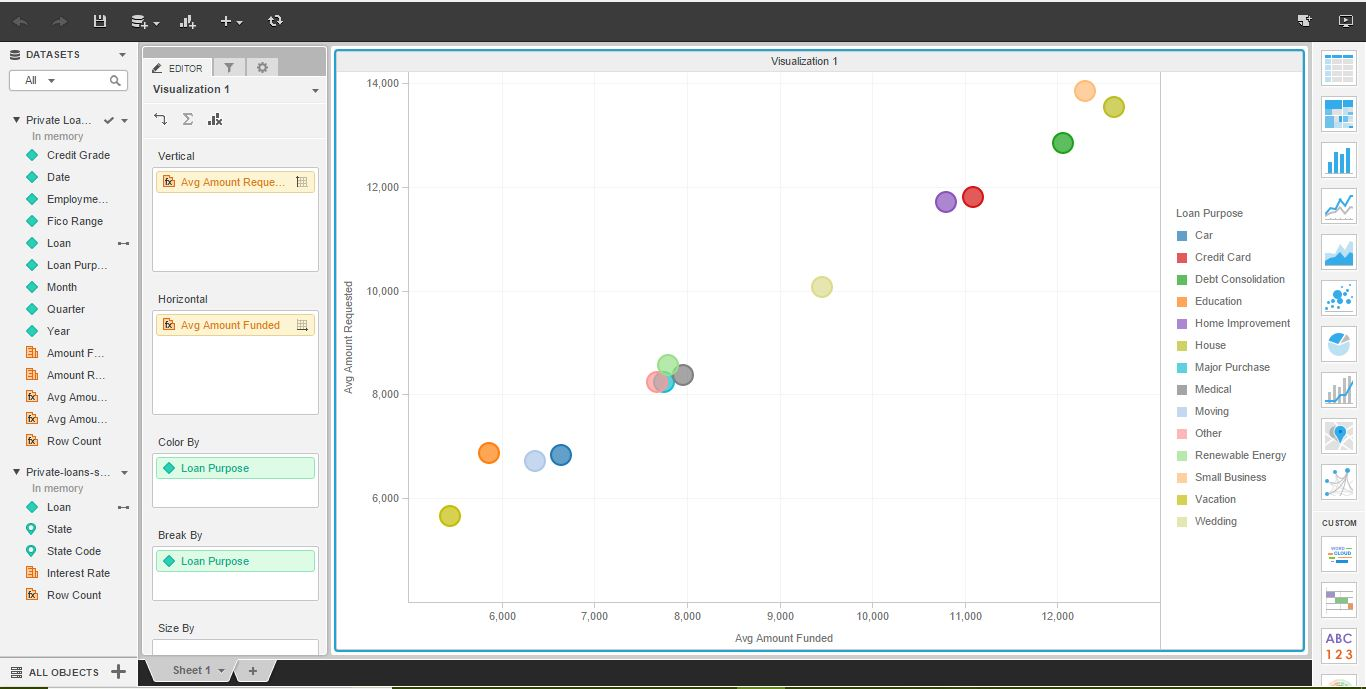 DATASETS
All
Private Loa...
In memory
Credit Grade
Date
Employme...
Fico Range
Loan
Loan Purp...
Month
Quarter
Year
Amount F...
Amount R...
Avg Amou...
Avg Amou...
Row Count
Private-loans-s...
In memory
Loan
State
State Code
Interest Rate
Row Count
ALL OBJECTS
EDITOR
Visualization 1
Vertical
fx Avg Amount Reque...
Horizontal
fx Avg Amount Funded
Color By
Loan Purpose
Break By
Loan Purpose
Size By
Visualization 1
14,000
12,000
10,000
8,000
6,000
Avg Amount Requested
6,000 7,000 8,000 9,000 10,000 11,000 12,000
Avg Amount Funded
Loan Purpose
Car
Credit Card
Debt Consolidation
Education
Home Improvement
House
Major Purchase
Medical
Moving
Other
Renewable Energy
Small Business
Vacation
Wedding
Sheet 1
CUSTOM
WORD
CLOUD
ABC
123